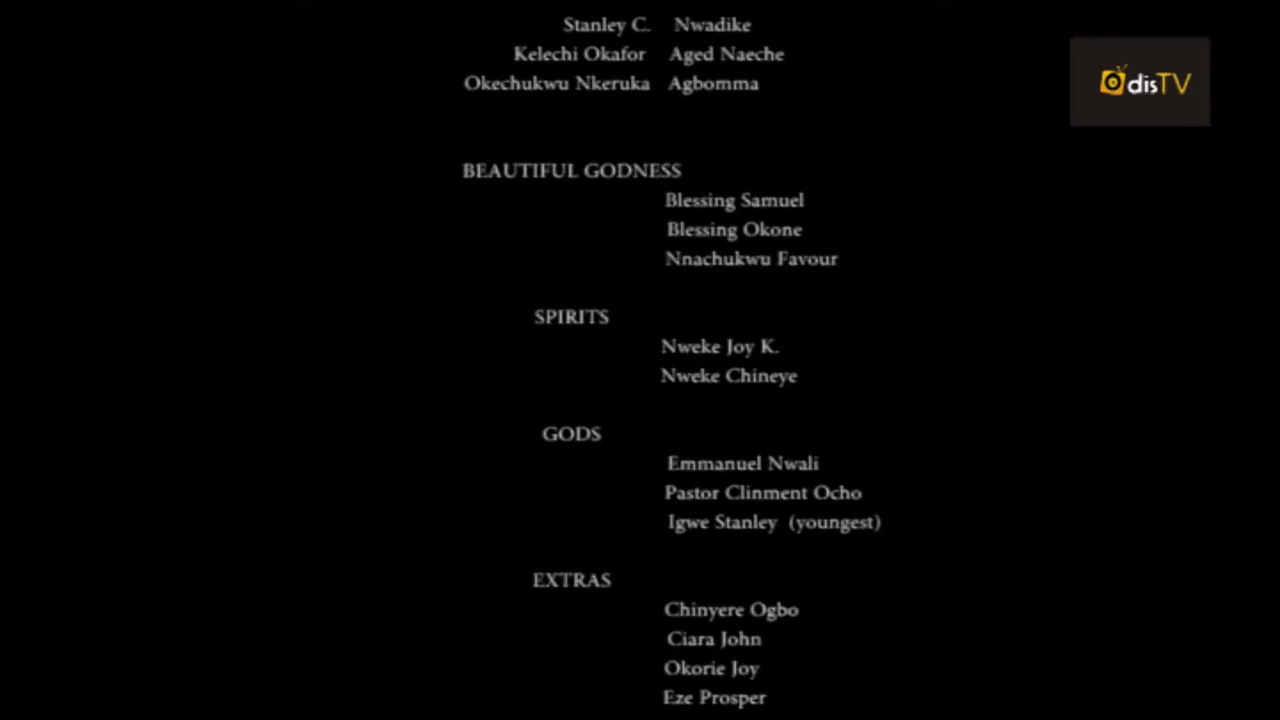 Stanley C. Nwadike
Kelechi Okafor Aged Naeche
Okechukwu Nkeruka Agbomma
OdisTV
BEAUTIFUL GODNESS
Blessing Samuel
Blessing Okone
Nnachukwu Favour
SPIRITS
Nweke Joy K.
Nweke Chineye
GODS
Emmanuel Nwali
Pastor Clinment Ocho
Igwe Stanley (youngest)
EXTRAS
Chinyere Ogbo
Ciara John
Okorie Joy
Eze Prosper